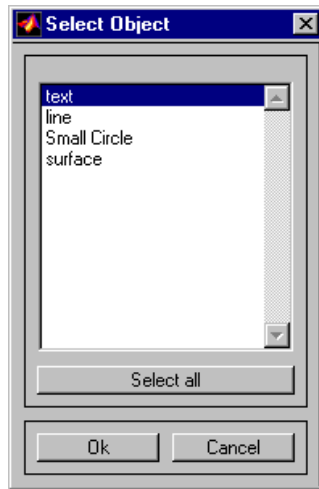 Select Object
text
line
Small Circle
surface
Select all
Ok Cancel